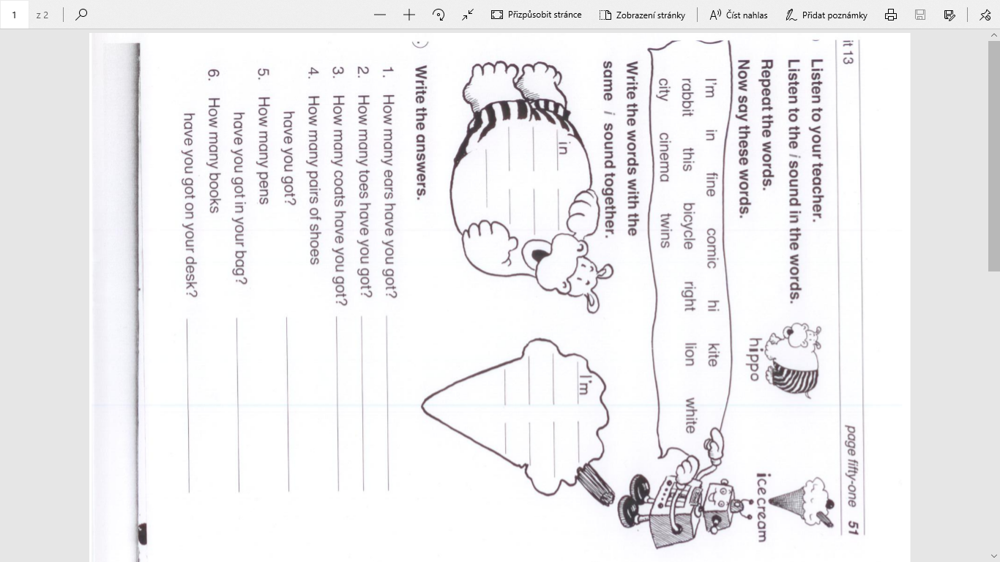 1 z 2 Přizpůsobit stránce Zobrazení stránky Číst nahlas Přidat poznámky
it 13 page fifty-one 51
Listen to your teacher.
Listen to the i sound in the words.
Repeat the words.
Now say these words.
hippo
ice cream
I'm in fine comic hi kite
rabbit this bicycle right lion white
city cinema twins
Write the words with the
same i sound together.
in
I'm
Write the answers.
1. How many ears have you got?
2. How many toes have you got?
3. How many coats have you got?
4. How many pairs of shoes
have you got?
5. How many pens
have you got in your bag?
6. How many books
have you got on your desk?